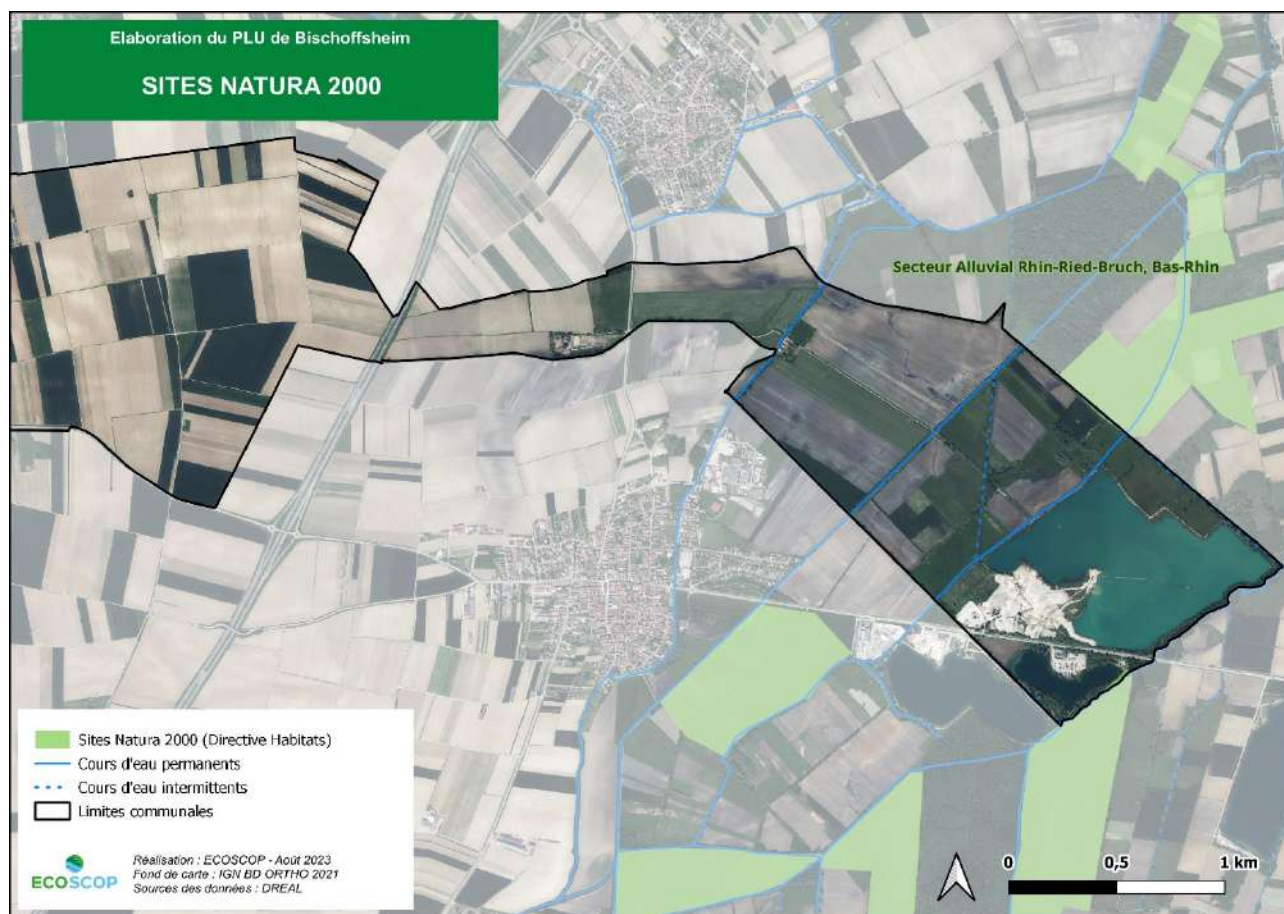 Elaboration du PLU de Bischoffsheim
SITES NATURA 2000
Secteur Alluvial Rhin-Ried-Bruch, Bas-Rhin
Sites Natura 2000 (Directive Habitats)
Cours d'eau permanents
Cours d'eau intermittents
Limites communales
ECOSCOP
Réalisation : ECOSCOP - Août 2023
Fond de carte : IGN BD ORTHO 2021
Sources des données : DREAL
0 0,5 1 km